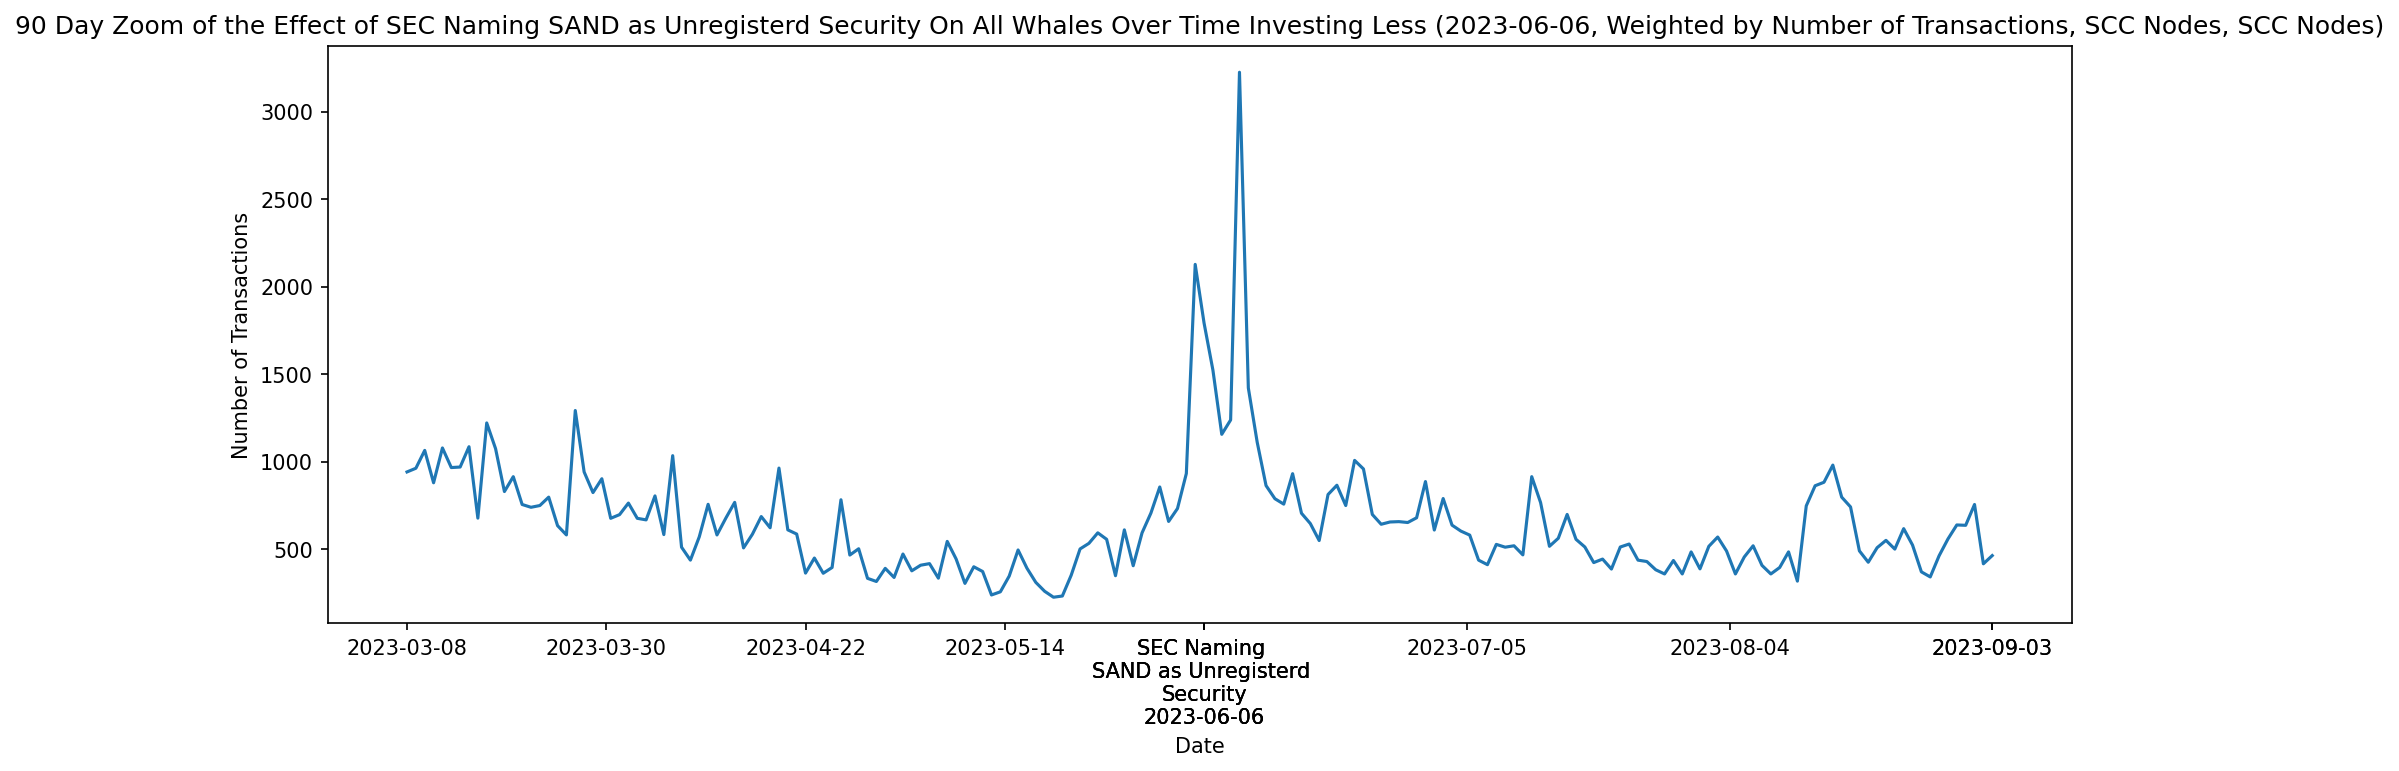 90 Day Zoom of the Effect of SEC Naming SAND as Unregisterd Security On All Whales Over Time Investing Less (2023-06-06, Weighted by Number of Transactions, SCC Nodes, SCC Nodes)
Number of Transactions
3000
2500
2000
1500
1000
500
2023-03-08
2023-03-30
2023-04-22
2023-05-14
SEC Naming
SAND as Unregisterd
Security
2023-06-06
2023-07-05
2023-08-04
2023-09-03
Date